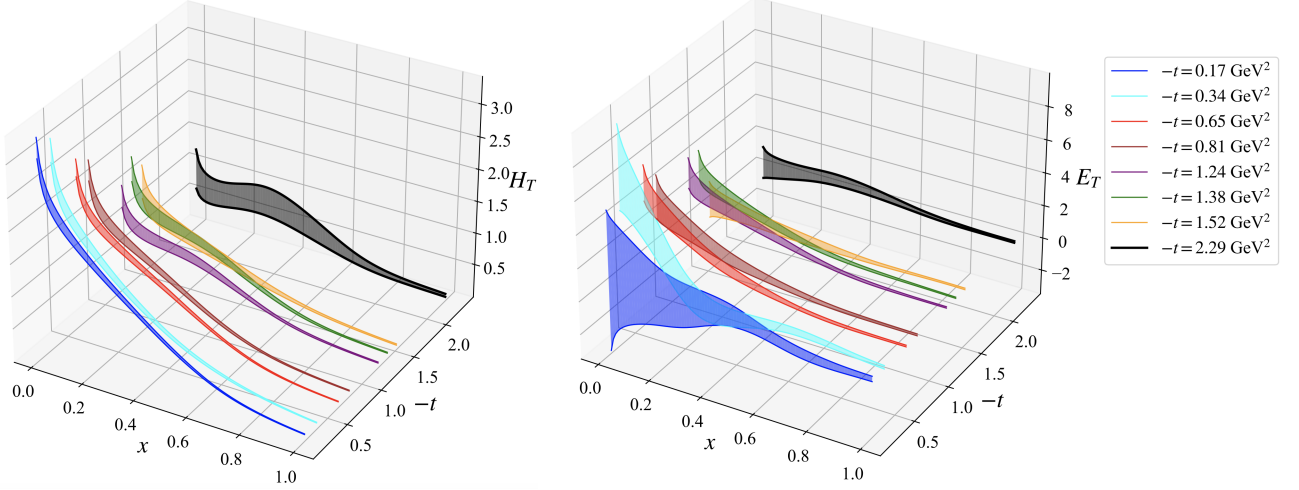 3.0
2.5
2.0
H_T
1.5
1.0
0.5
2.0
1.5
1.0
−t
0.5
0.0
0.2
0.4
0.6
0.8
1.0
x
8
6
4
E_T
2
0
−2
2.0
1.5
1.0
−t
0.5
0.0
0.2
0.4
0.6
0.8
1.0
x
−t = 0.17 GeV²
−t = 0.34 GeV²
−t = 0.65 GeV²
−t = 0.81 GeV²
−t = 1.24 GeV²
−t = 1.38 GeV²
−t = 1.52 GeV²
−t = 2.29 GeV²